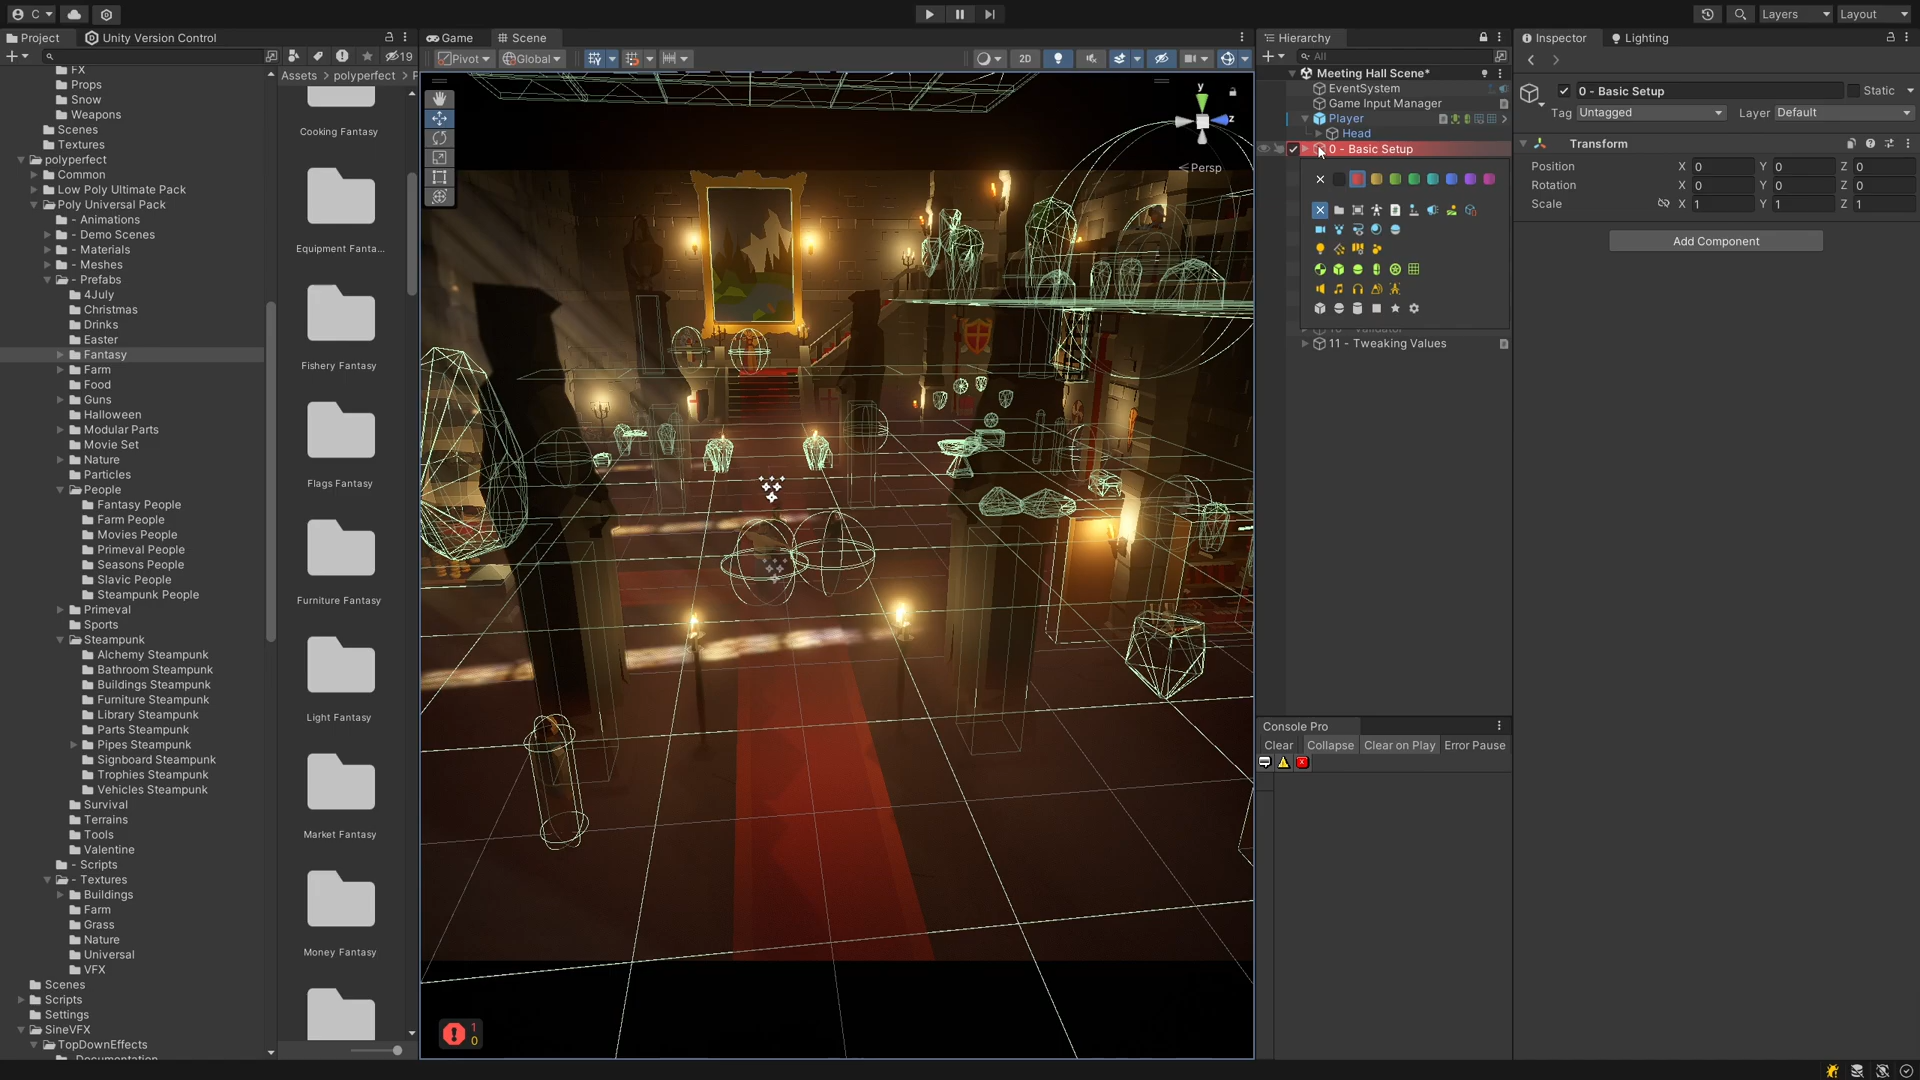 C
Layers
Layout
Project
Unity Version Control
19
Game
Scene
Hierarchy
Inspector
Lighting
Pivot
Global
2D
All
Assets
polyperfect
FX
Props
Snow
Weapons
Scenes
Textures
polyperfect
Common
Low Poly Ultimate Pack
Poly Universal Pack
- Animations
- Demo Scenes
- Materials
- Meshes
- Prefabs
4July
Christmas
Drinks
Easter
Fantasy
Farm
Food
Guns
Halloween
Modular Parts
Movie Set
Nature
Particles
People
Fantasy People
Farm People
Movies People
Primeval People
Seasons People
Slavic People
Steampunk People
Primeval
Sports
Steampunk
Alchemy Steampunk
Bathroom Steampunk
Buildings Steampunk
Furniture Steampunk
Library Steampunk
Parts Steampunk
Pipes Steampunk
Signboard Steampunk
Trophies Steampunk
Vehicles Steampunk
Survival
Terrains
Tools
Valentine
- Scripts
- Textures
Buildings
Farm
Grass
Nature
Universal
VFX
Scenes
Scripts
Settings
SineVFX
TopDownEffects
Cooking Fantasy
Equipment Fanta...
Fishery Fantasy
Flags Fantasy
Furniture Fantasy
Light Fantasy
Market Fantasy
Money Fantasy
y
z
Persp
1
0
Meeting Hall Scene*
EventSystem
Game Input Manager
Player
Head
0 - Basic Setup
11 - Tweaking Values
Console Pro
Clear
Collapse
Clear on Play
Error Pause
0 - Basic Setup
Static
Tag Untagged
Layer Default
Transform
Position X 0 Y 0 Z 0
Rotation X 0 Y 0 Z 0
Scale X 1 Y 1 Z 1
Add Component